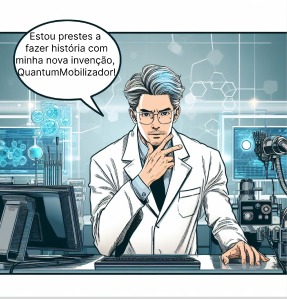 Estou prestes a
fazer história com
minha nova invenção,
QuantumMobilizador!